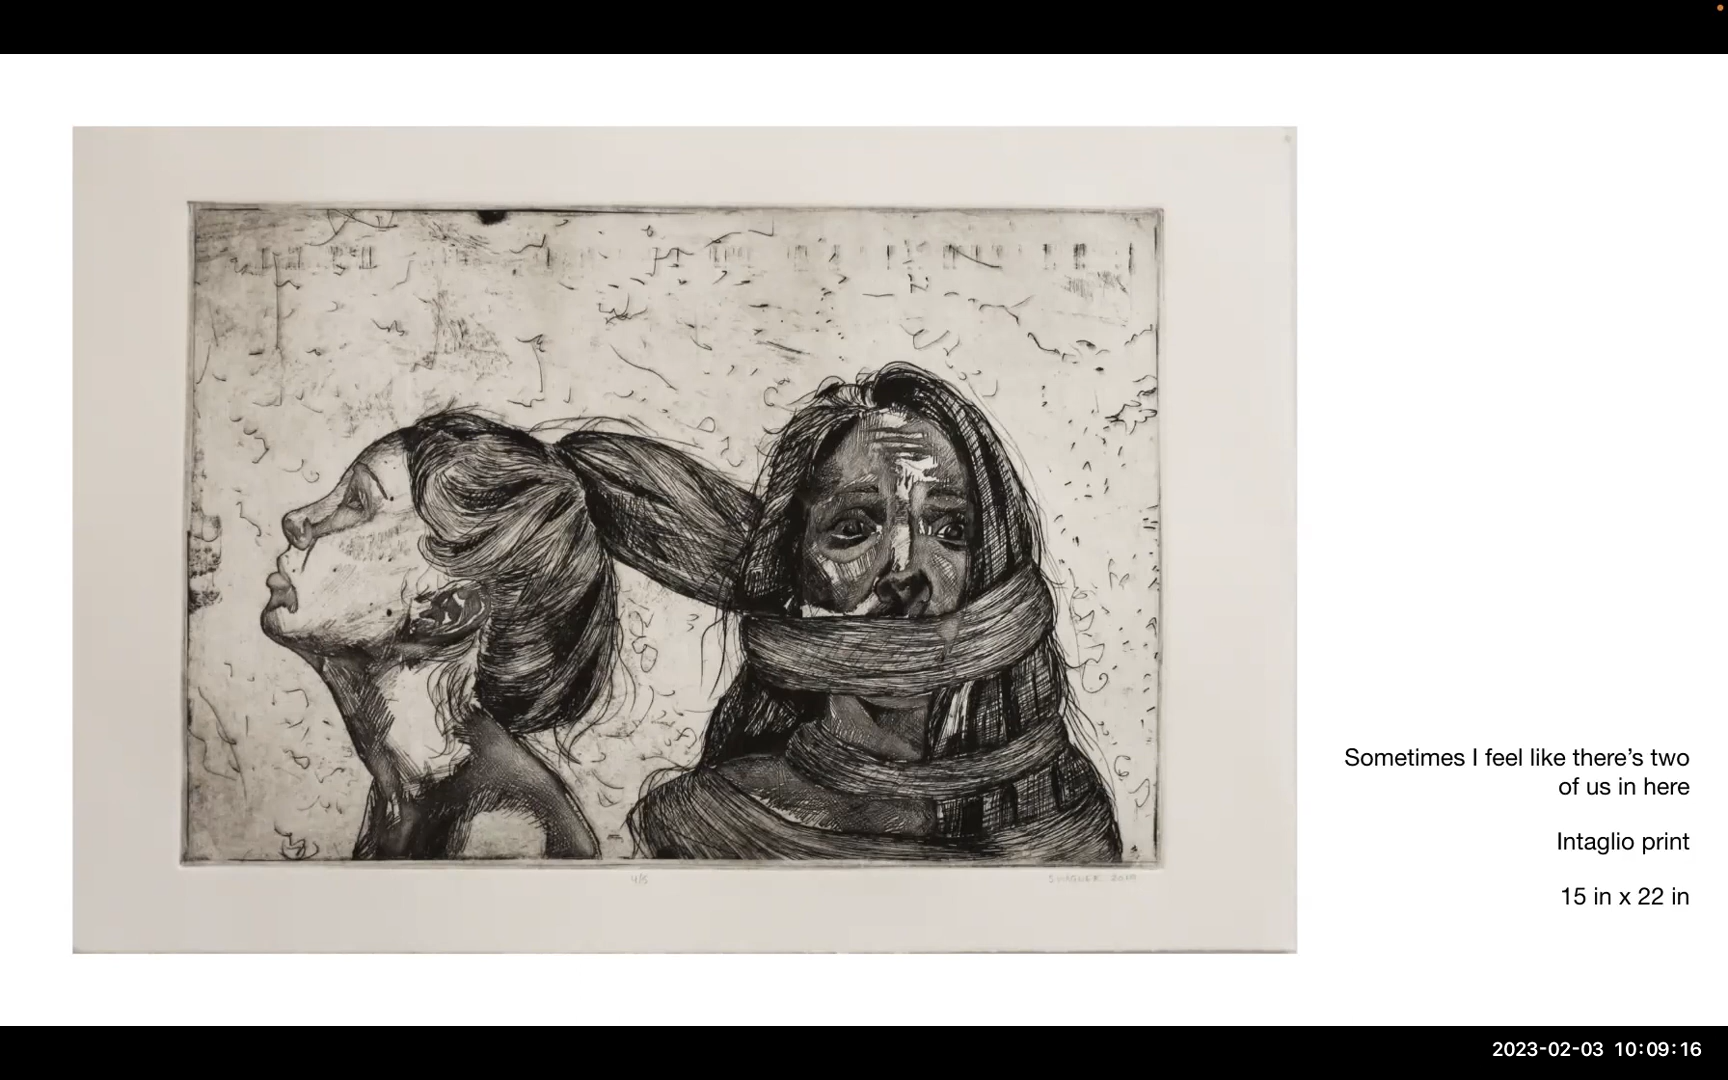 Sometimes I feel like there’s two
of us in here
Intaglio print
15 in x 22 in
4/5
2023-02-03 10:09:16